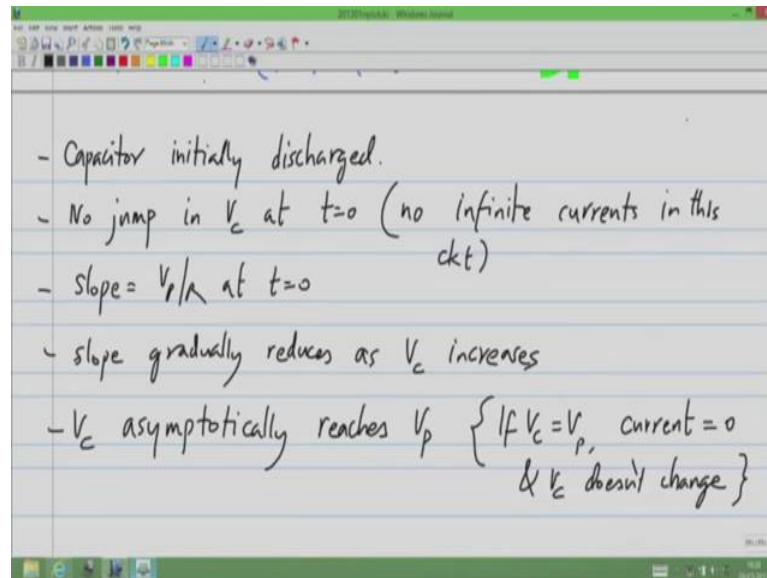 - Capacitor initially discharged.
- No jump in Vc at t=0 (no infinite currents in this
ckt)
- slope = Vp/R at t=0
- slope gradually reduces as Vc increases
- Vc asymptotically reaches Vp { If Vc = Vp, current = 0
& Vc doesn't change }